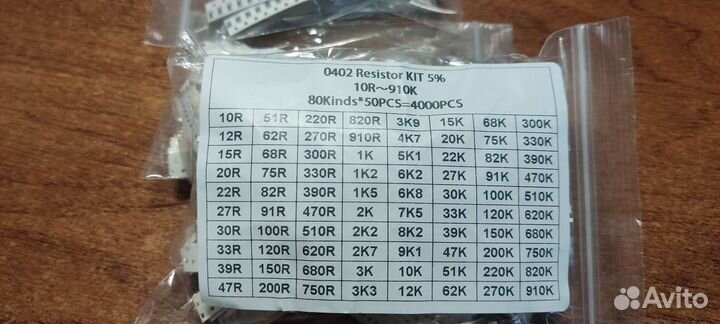 0402 Resistor KIT 5%
10R～910K
80Kinds*50PCS=4000PCS
10R 51R 220R 820R 3K9 15K 68K 300K
12R 62R 270R 910R 4K7 20K 75K 330K
15R 68R 300R 1K 5K1 22K 82K 390K
20R 75R 330R 1K2 6K2 27K 91K 470K
22R 82R 390R 1K5 6K8 30K 100K 510K
27R 91R 470R 2K 7K5 33K 120K 620K
30R 100R 510R 2K2 8K2 39K 150K 680K
33R 120R 620R 2K7 9K1 47K 200K 750K
39R 150R 680R 3K 10K 51K 220K 820K
47R 200R 750R 3K3 12K 62K 270K 910K
Avito